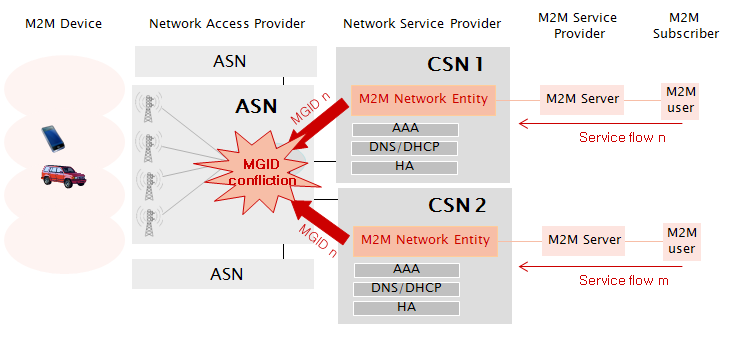 M2M Device
Network Access Provider
Network Service Provider
M2M Service
Provider
M2M
Subscriber
ASN
CSN 1
ASN
MGID n
M2M Network Entity
M2M Server
M2M
user
AAA
DNS/DHCP
HA
Service flow n
MGID
confliction
CSN 2
MGID n
M2M Network Entity
M2M Server
M2M
user
ASN
AAA
DNS/DHCP
HA
Service flow m